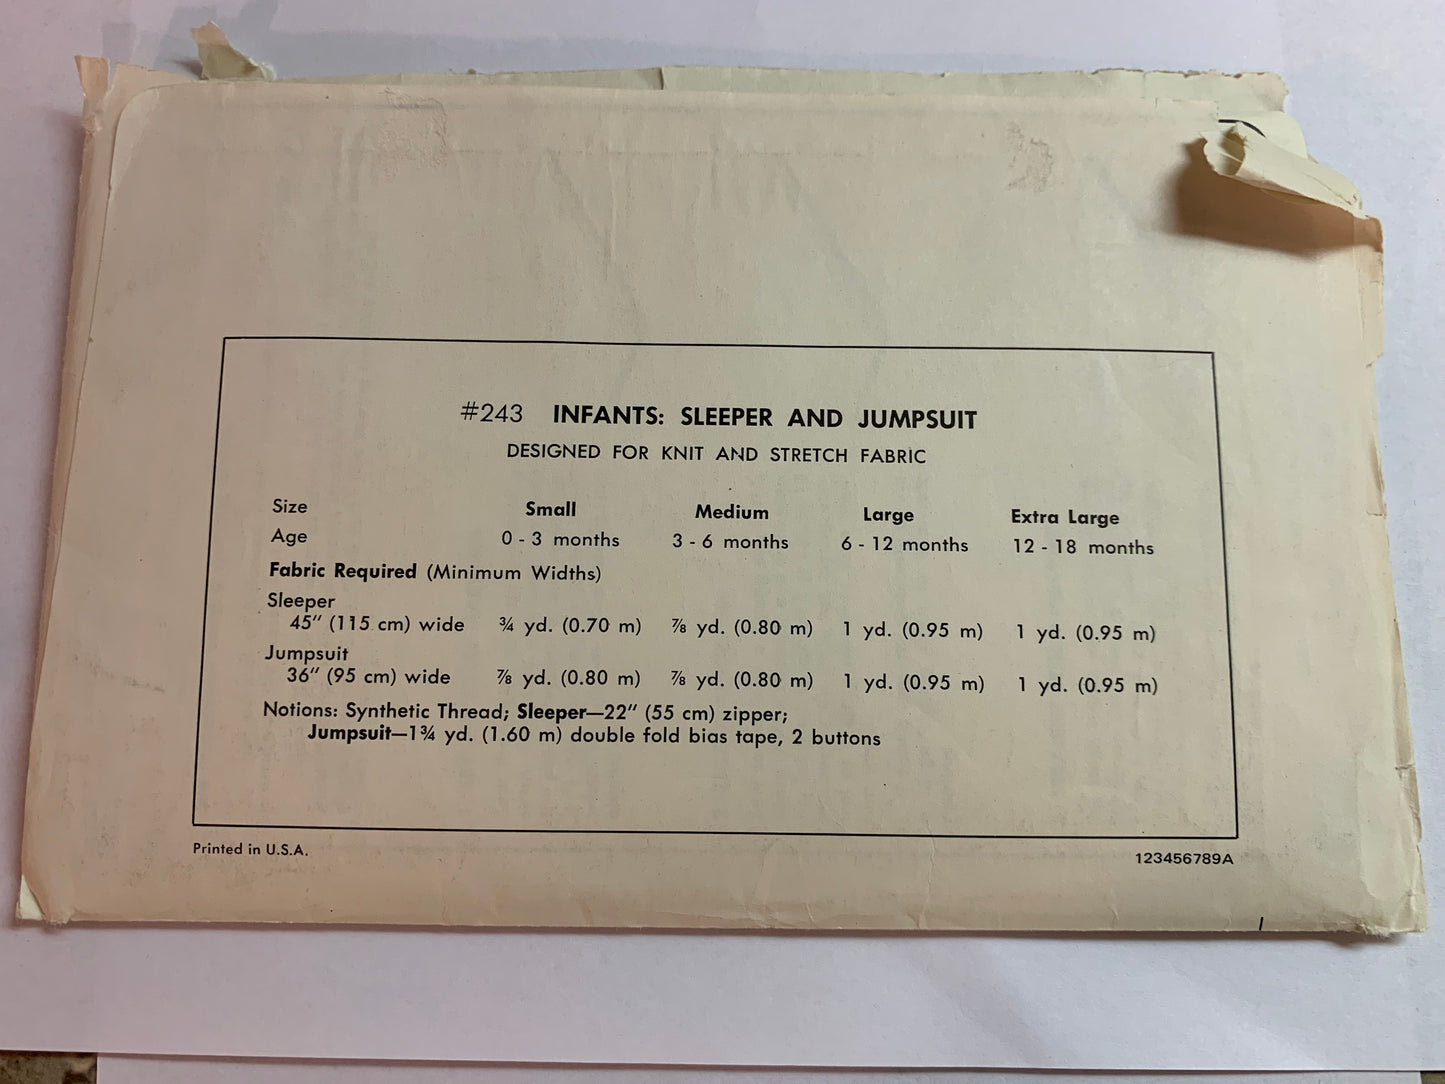 #243 INFANTS: SLEEPER AND JUMPSUIT
DESIGNED FOR KNIT AND STRETCH FABRIC
Size Small Medium Large Extra Large
Age 0 - 3 months 3 - 6 months 6 - 12 months 12 - 18 months
Fabric Required (Minimum Widths)
Sleeper
45" (115 cm) wide ¾ yd. (0.70 m) ⅞ yd. (0.80 m) 1 yd. (0.95 m) 1 yd. (0.95 m)
Jumpsuit
36" (95 cm) wide ⅞ yd. (0.80 m) ⅞ yd. (0.80 m) 1 yd. (0.95 m) 1 yd. (0.95 m)
Notions: Synthetic Thread; Sleeper—22" (55 cm) zipper;
Jumpsuit—1¾ yd. (1.60 m) double fold bias tape, 2 buttons
Printed in U.S.A. 123456789A